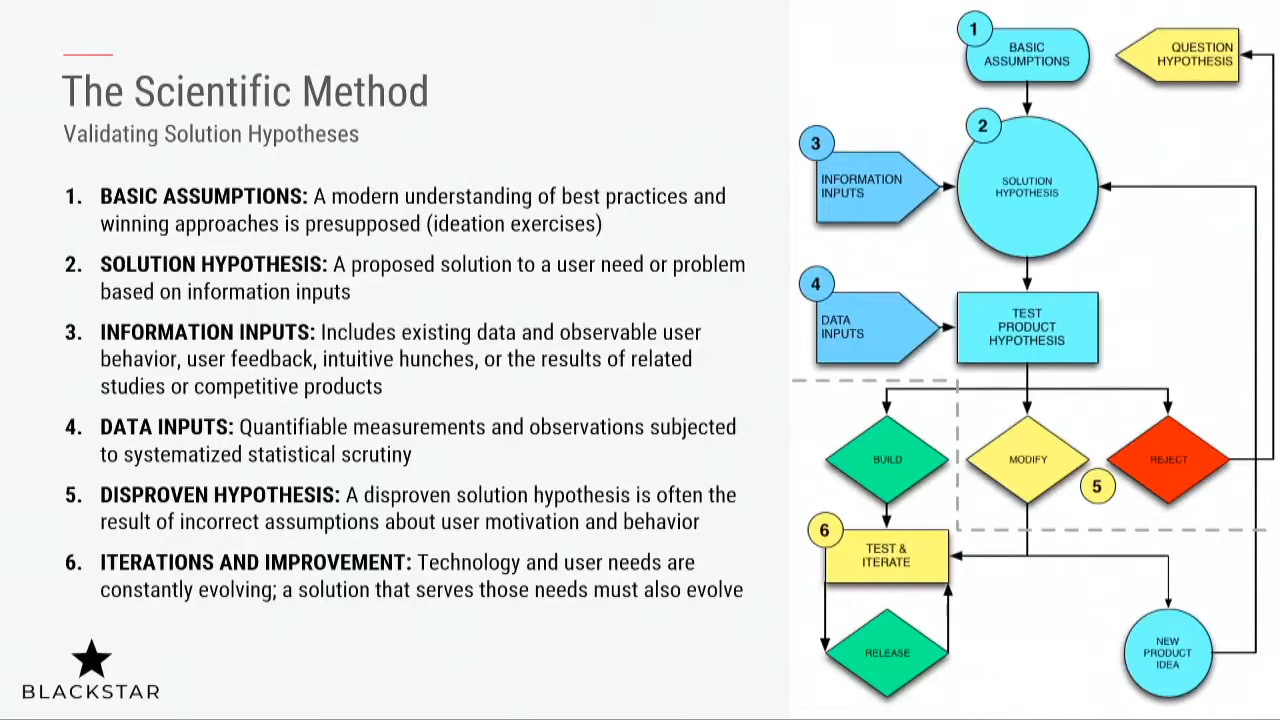 The Scientific Method
Validating Solution Hypotheses
1. BASIC ASSUMPTIONS: A modern understanding of best practices and
winning approaches is presupposed (ideation exercises)
2. SOLUTION HYPOTHESIS: A proposed solution to a user need or problem
based on information inputs
3. INFORMATION INPUTS: Includes existing data and observable user
behavior, user feedback, intuitive hunches, or the results of related
studies or competitive products
4. DATA INPUTS: Quantifiable measurements and observations subjected
to systematized statistical scrutiny
5. DISPROVEN HYPOTHESIS: A disproven solution hypothesis is often the
result of incorrect assumptions about user motivation and behavior
6. ITERATIONS AND IMPROVEMENT: Technology and user needs are
constantly evolving; a solution that serves those needs must also evolve
BLACKSTAR
1
BASIC
ASSUMPTIONS
QUESTION
HYPOTHESIS
2
SOLUTION
HYPOTHESIS
3
INFORMATION
INPUTS
4
DATA
INPUTS
TEST
PRODUCT
HYPOTHESIS
BUILD
MODIFY
REJECT
5
6
TEST &
ITERATE
RELEASE
NEW
PRODUCT
IDEA